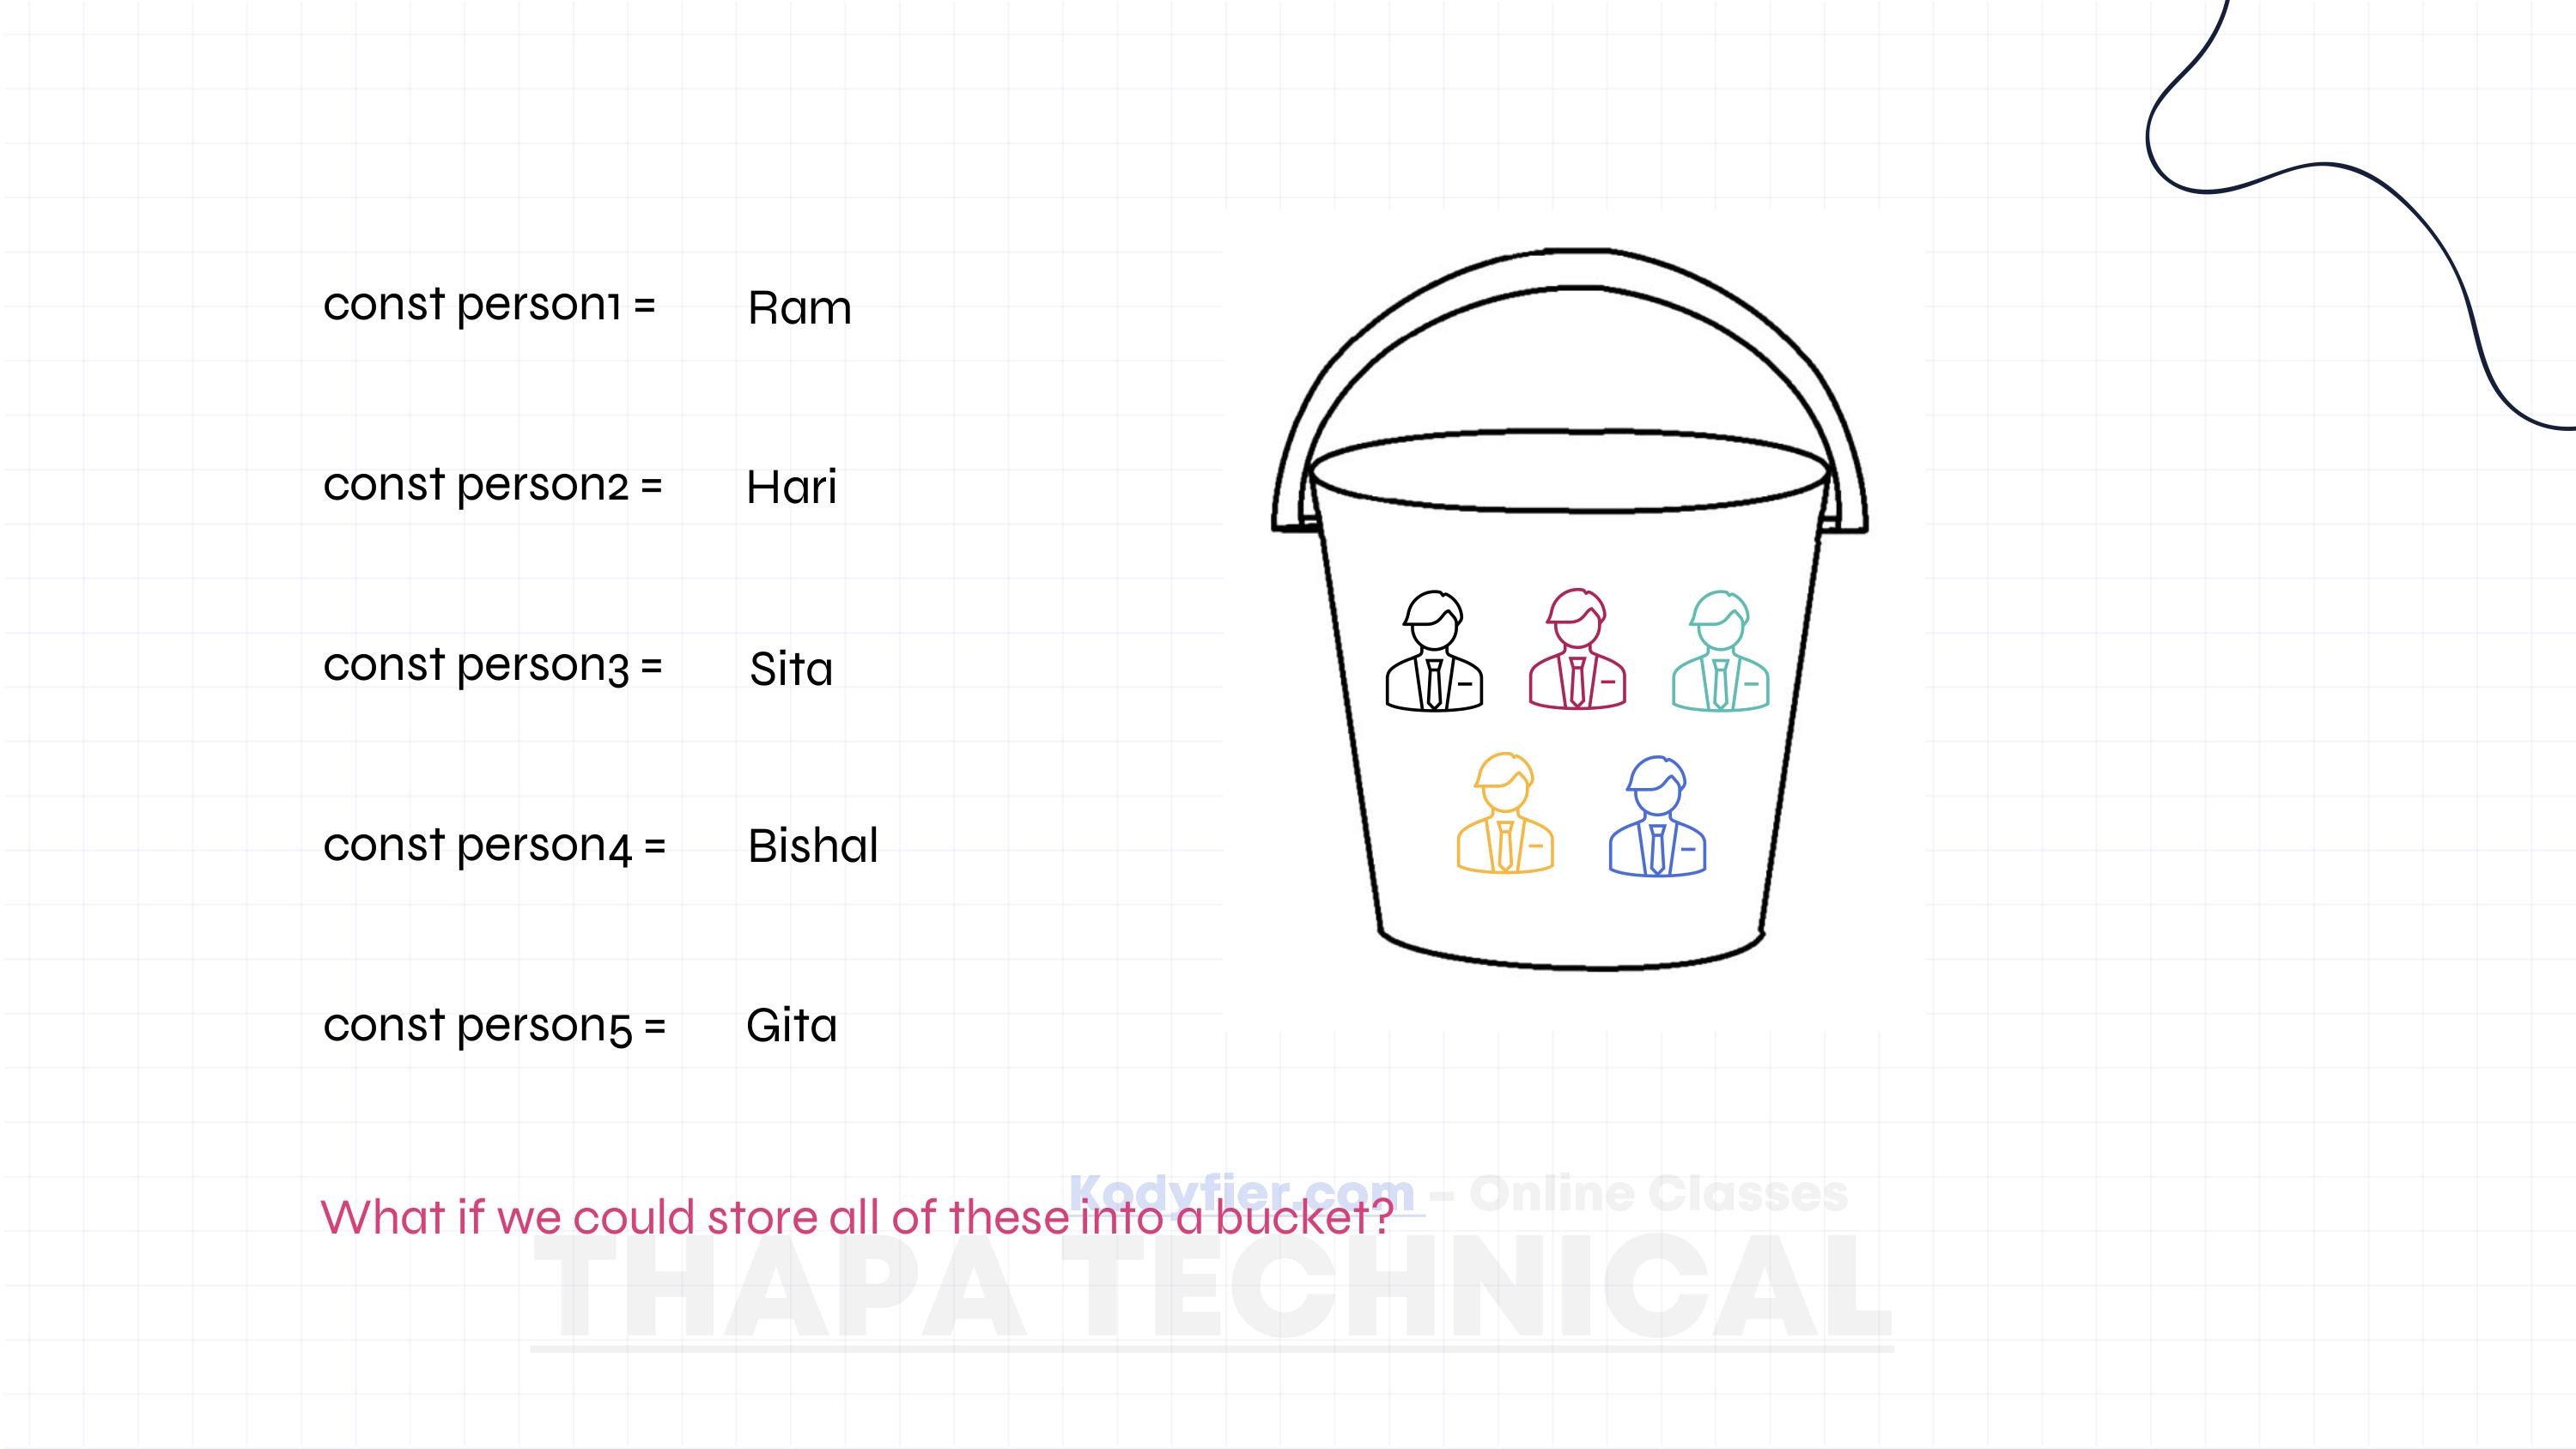 const person1 = Ram
const person2 = Hari
const person3 = Sita
const person4 = Bishal
const person5 = Gita
Kodyfier.com - Online Classes
What if we could store all of these into a bucket?
THAPA TECHNICAL